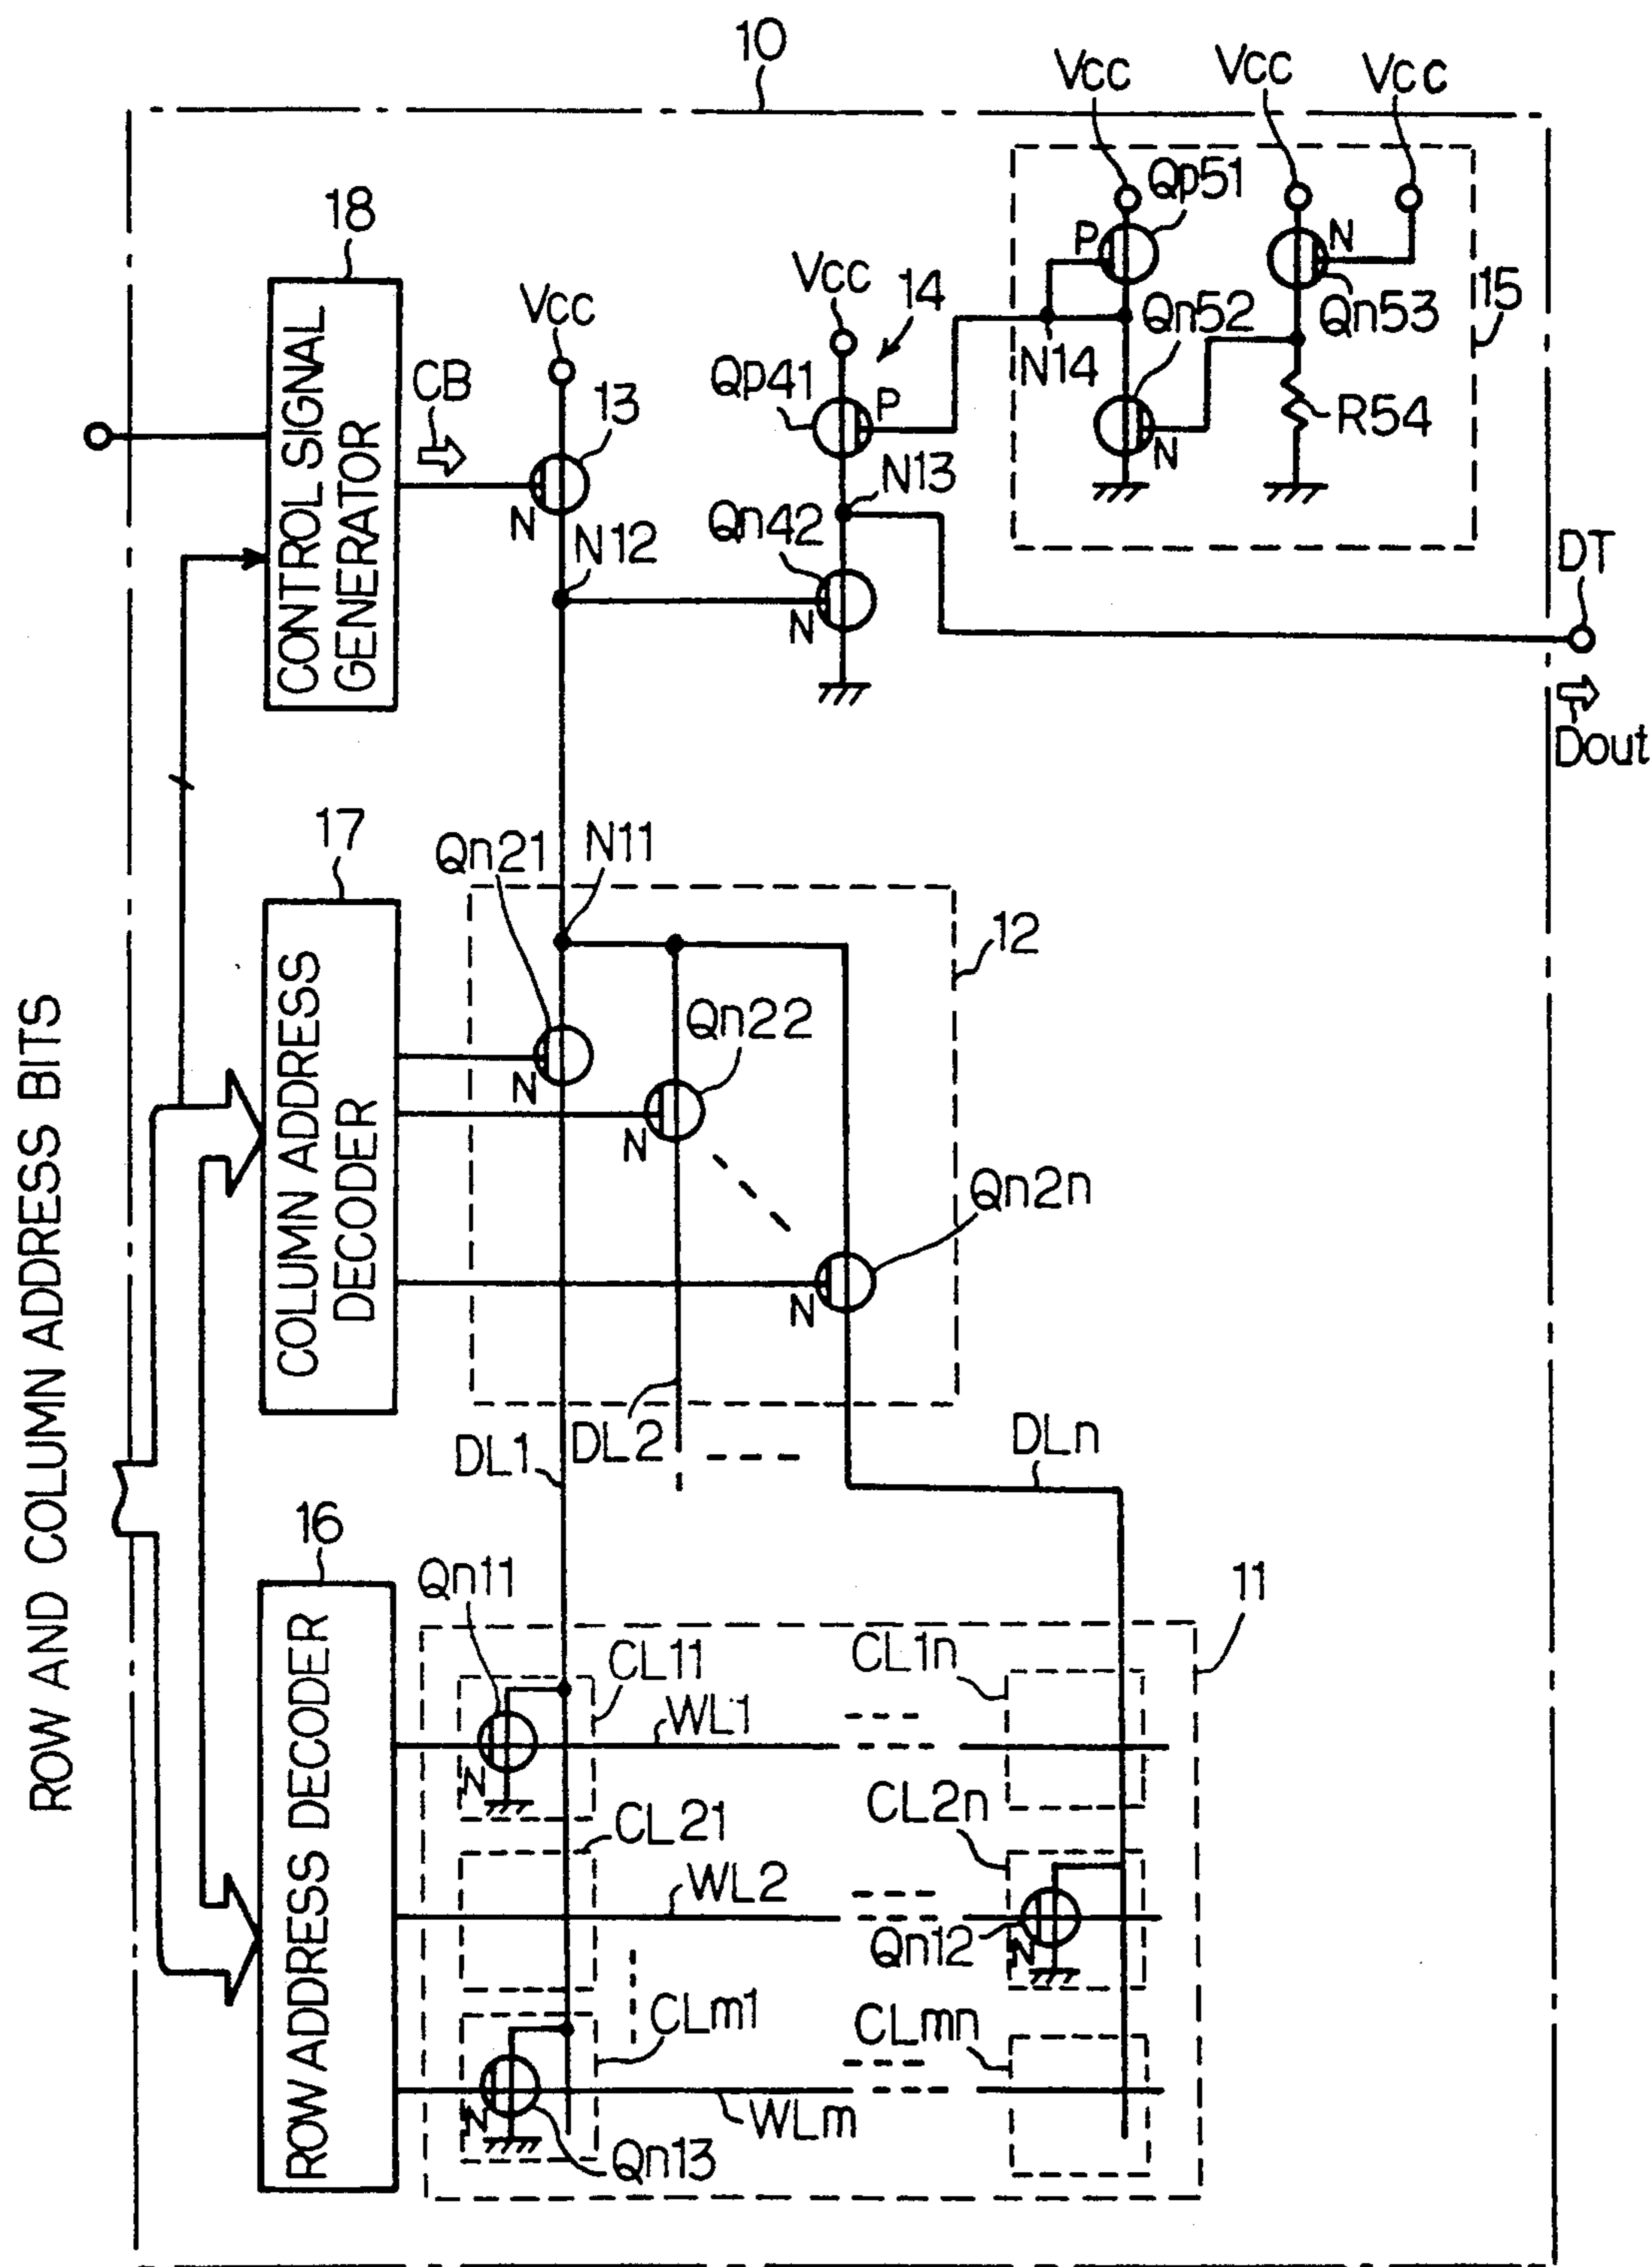 10
Vcc
Vcc
Vcc
Qp51
P
N
15
Qn53
Qn52
N14
N
R54
18
CONTROL SIGNAL
GENERATOR
CB
Vcc
13
N
N12
Vcc
14
Qp41
P
N13
Qn42
N
DT
Dout
17
COLUMN ADDRESS
DECODER
Qn21
N11
12
N
Qn22
N
Qn2n
N
ROW AND COLUMN ADDRESS BITS
DL1
DL2
DLn
16
ROW ADDRESS DECODER
11
Qn11
CL11
CL1n
WL1
N
CL21
CL2n
WL2
Qn12
N
CLm1
CLmn
N
WLm
Qn13